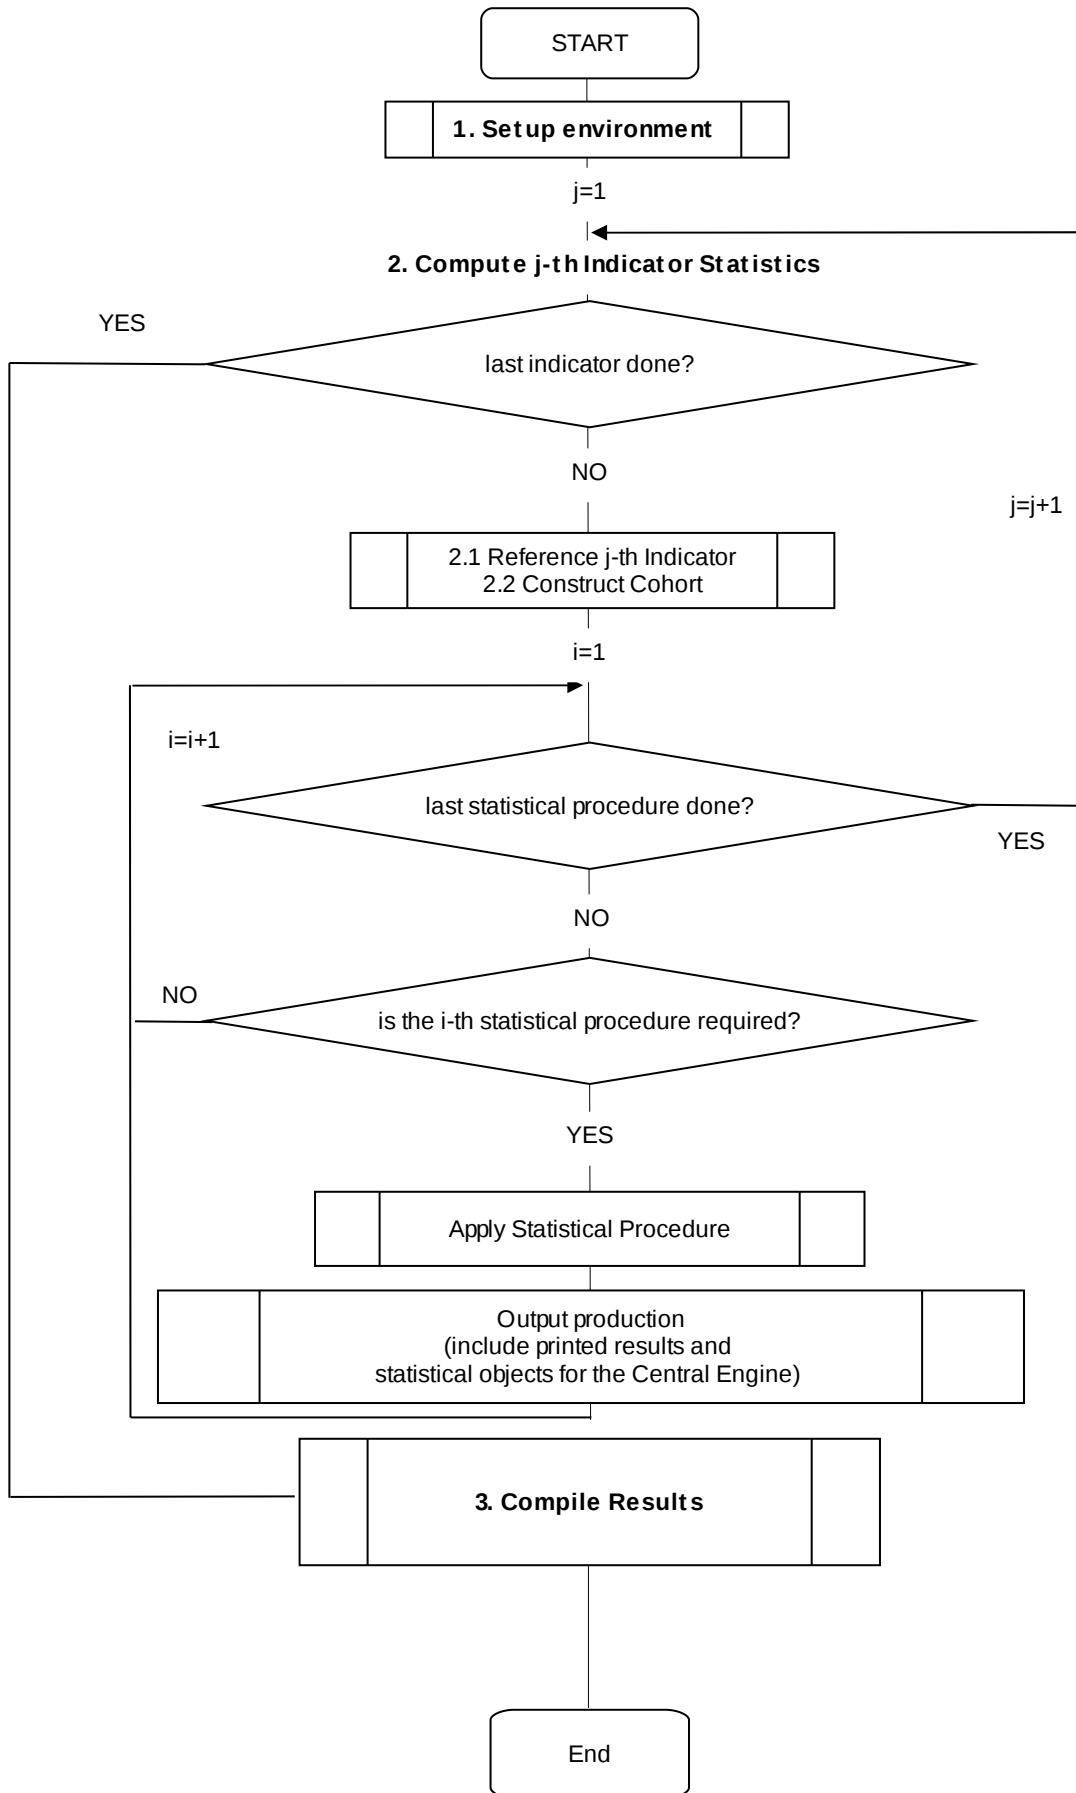 START
1. Setup environment
j=1
2. Compute j-th Indicator Statistics
YES
last indicator done?
NO
j=j+1
2.1 Reference j-th Indicator
2.2 Construct Cohort
i=1
i=i+1
last statistical procedure done?
YES
NO
NO
is the i-th statistical procedure required?
YES
Apply Statistical Procedure
Output production
(include printed results and
statistical objects for the Central Engine)
3. Compile Results
End